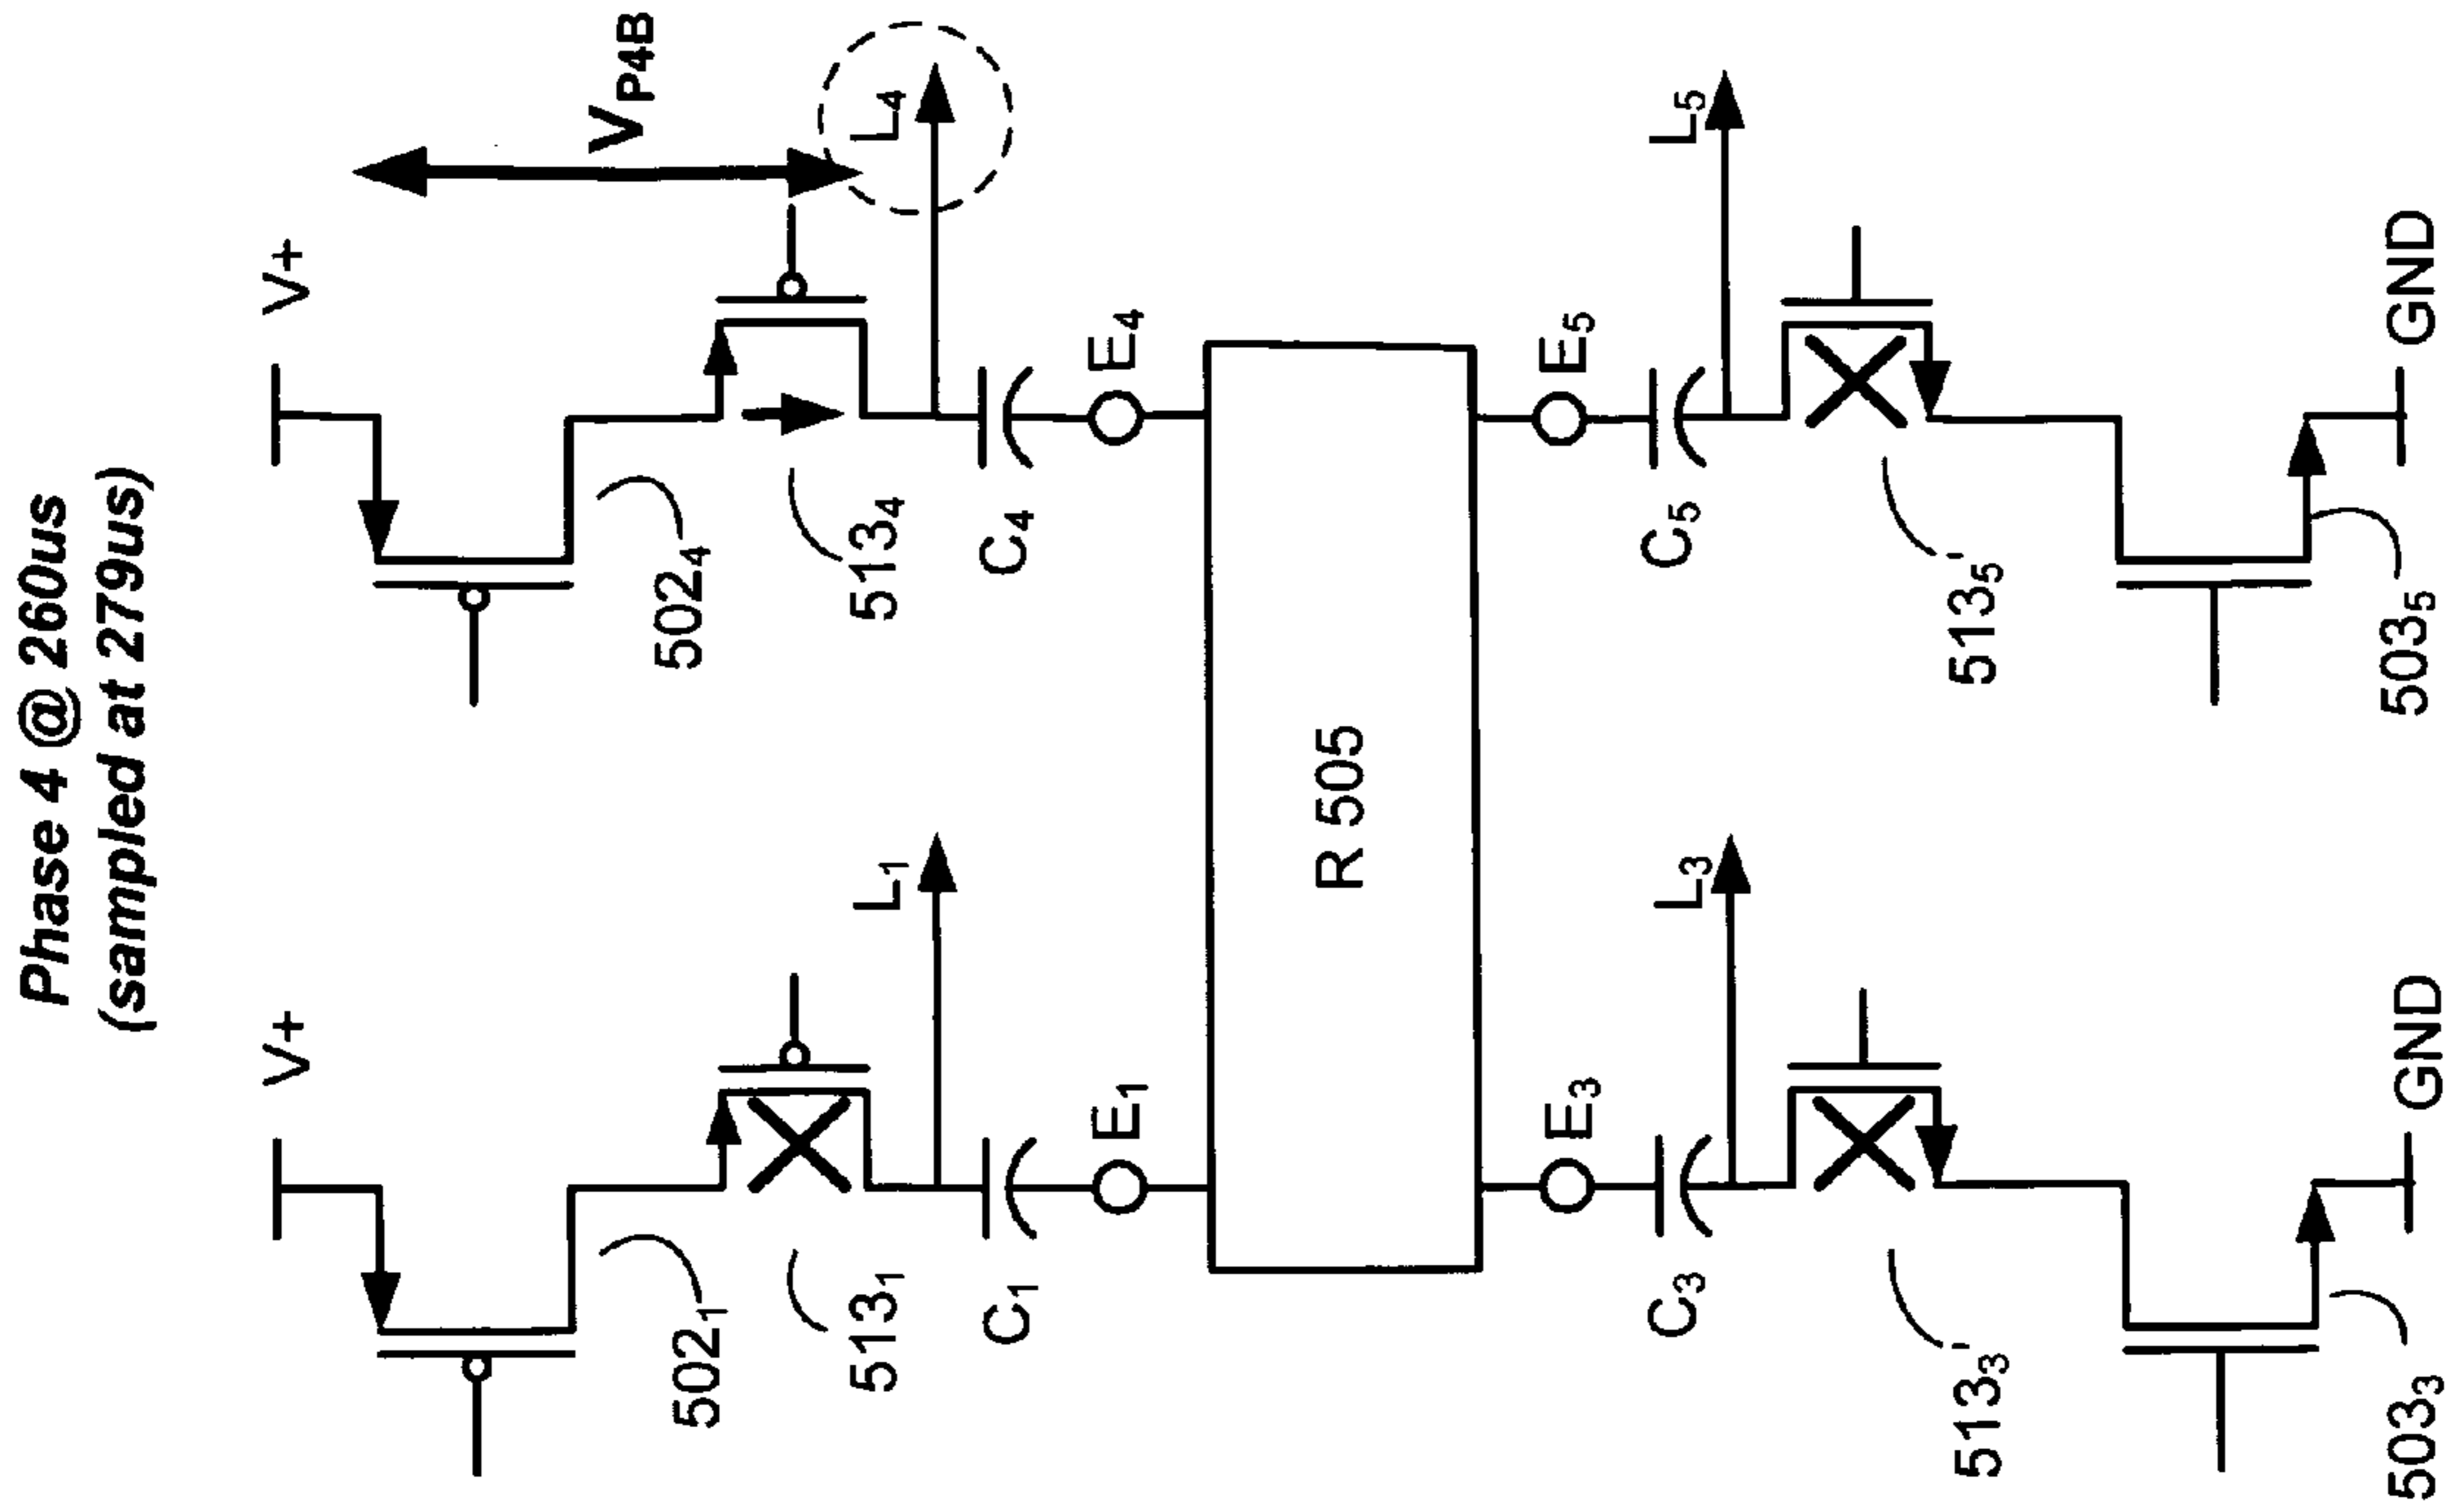 Phase 4 @ 260us
(sampled at 279us)
V+
V+
V_P4B
502₁
502₄
513₁
L₁
513₄
L₄
C₁
E₁
C₄
E₄
R 505
E₃
E₅
C₃
L₃
C₅
L₅
513₃'
513₅'
503₃
GND
503₅
GND